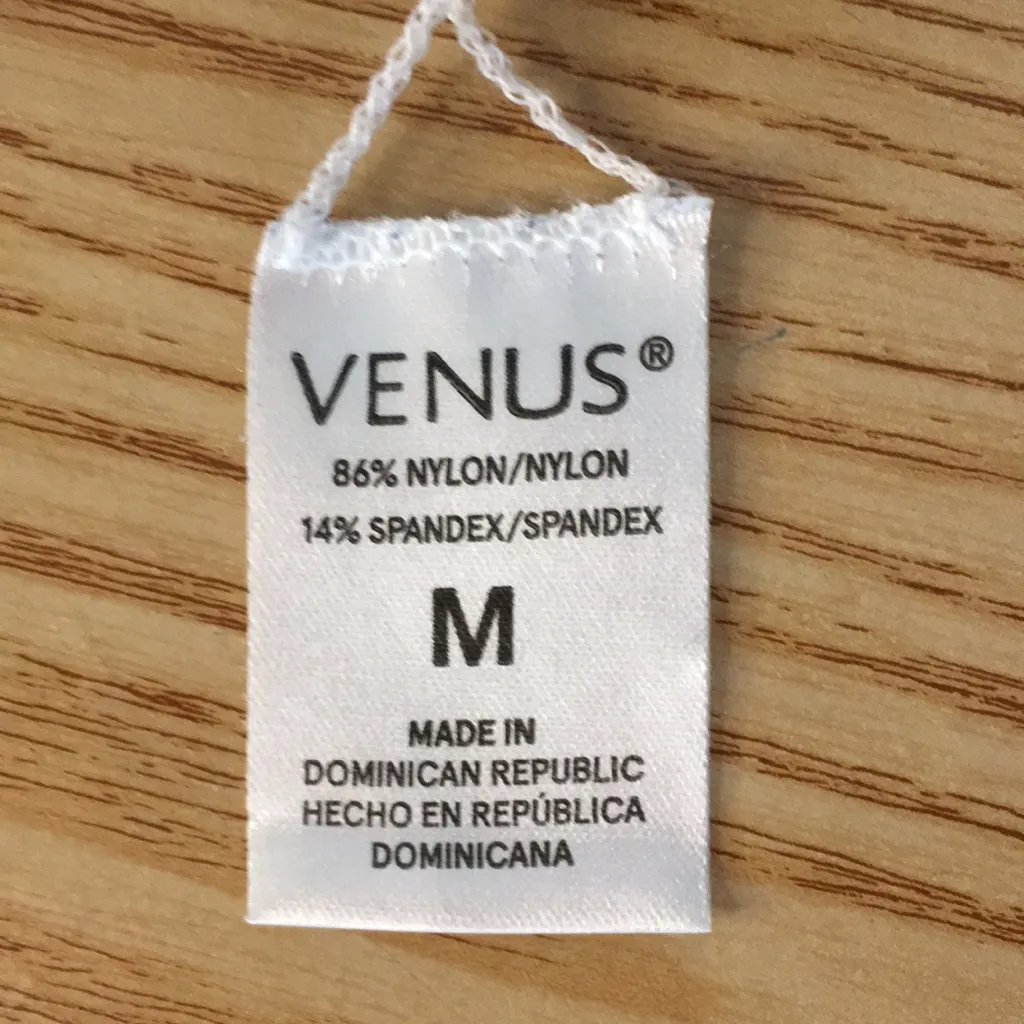 VENUS®
86% NYLON/NYLON
14% SPANDEX/SPANDEX
M
MADE IN
DOMINICAN REPUBLIC
HECHO EN REPÚBLICA
DOMINICANA